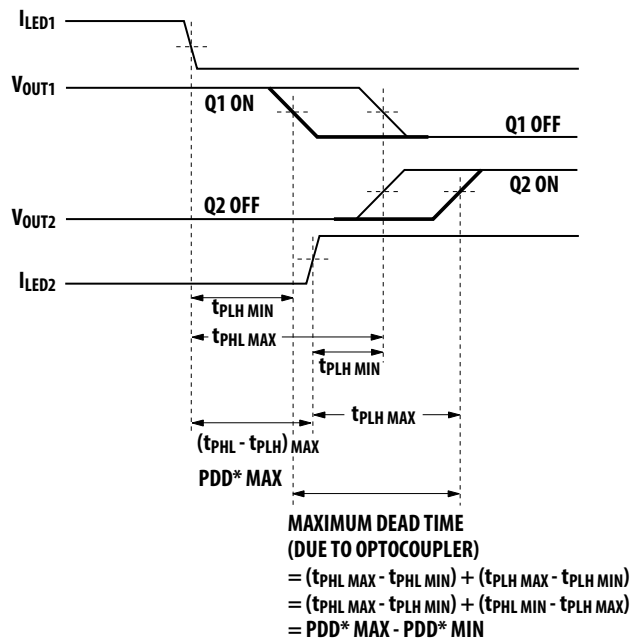 ILED1
VOUT1
Q1 ON
Q1 OFF
Q2 OFF
Q2 ON
VOUT2
ILED2
tPLH MIN
tPHL MAX
tPLH MIN
tPLH MAX
(tPHL - tPLH) MAX
PDD* MAX
MAXIMUM DEAD TIME
(DUE TO OPTOCOUPLER)
= (tPHL MAX - tPHL MIN) + (tPLH MAX - tPLH MIN)
= (tPHL MAX - tPLH MIN) + (tPHL MIN - tPLH MAX)
= PDD* MAX - PDD* MIN